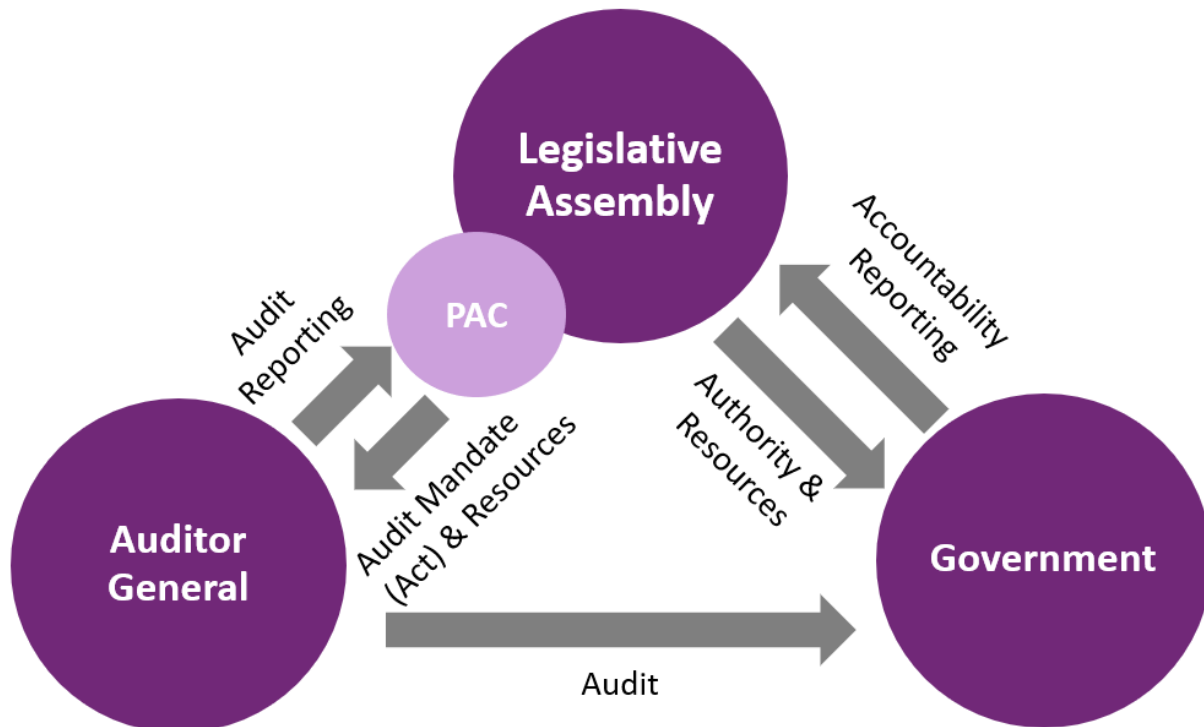 Legislative
Assembly
PAC
Audit
Reporting
Accountability
Reporting
Authority &
Resources
Audit Mandate
(Act) & Resources
Auditor
General
Government
Audit